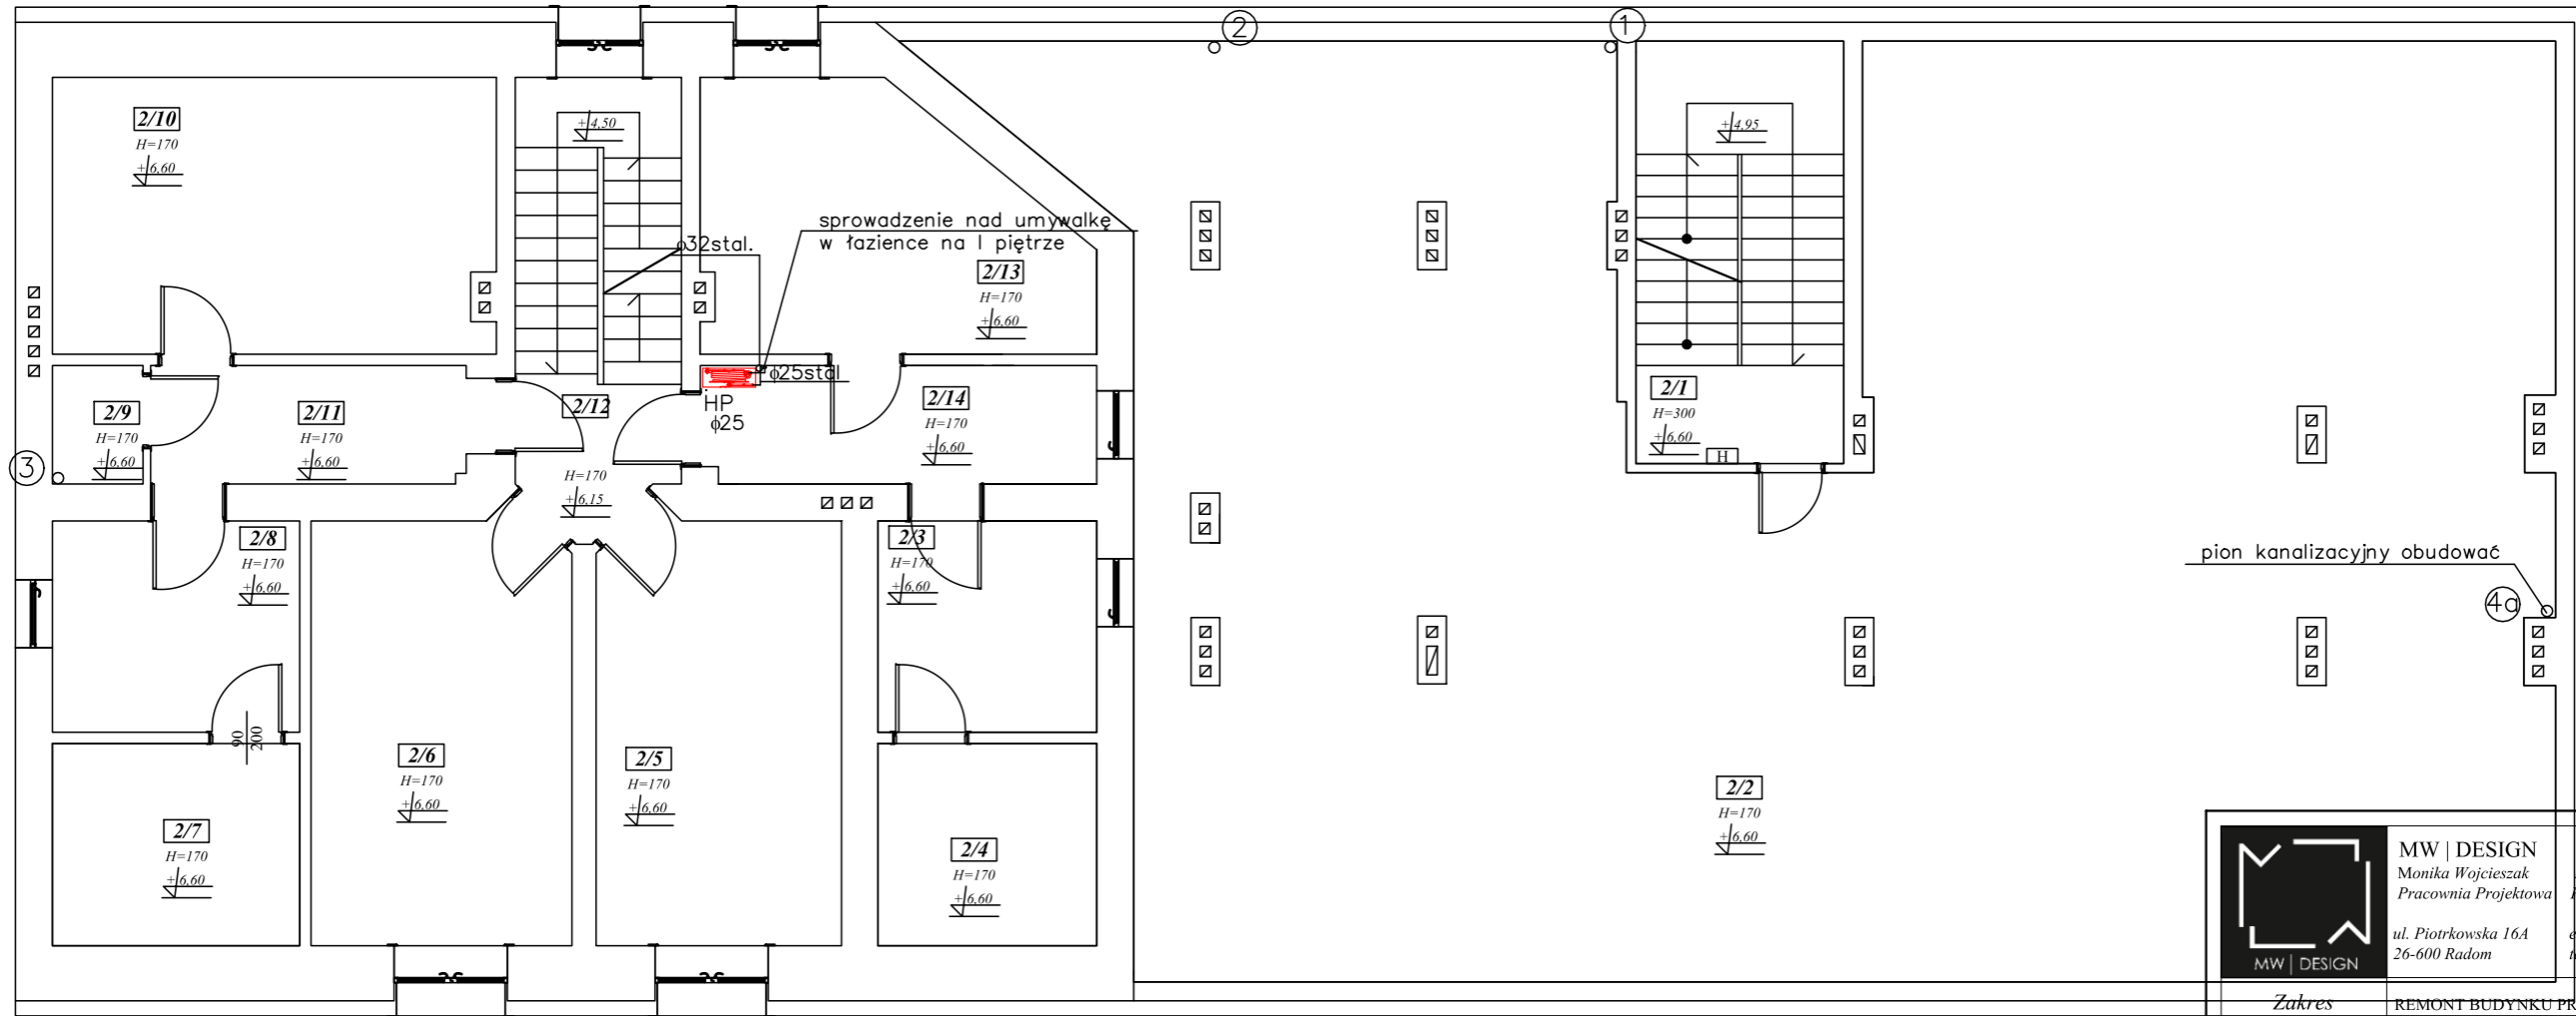 2
1
2/10
H=170
+6,60
+4,50
+4,95
sprowadzenie nad umywalkę
w łazience na I piętrze
φ32stal.
2/13
H=170
+6,60
φ25stal
HP
φ25
2/9
H=170
+6,60
2/11
H=170
+6,60
2/12
H=170
+6,15
2/14
H=170
+6,60
2/1
H=300
+6,60
H
3
2/8
H=170
+6,60
2/3
H=170
+6,60
pion kanalizacyjny obudować
4a
90
200
2/6
H=170
+6,60
2/5
H=170
+6,60
2/2
H=170
+6,60
2/7
H=170
+6,60
2/4
H=170
+6,60
MW | DESIGN
Monika Wojcieszak
Pracownia Projektowa
ul. Piotrkowska 16A
26-600 Radom
MW | DESIGN
Zakres
REMONT BUDYNKU PR